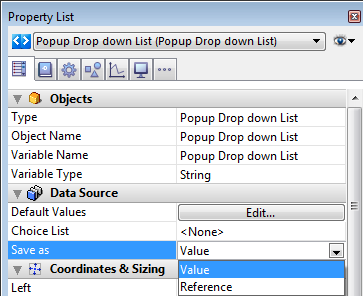 Property List
Popup Drop down List (Popup Drop down List)
Objects
Type Popup Drop down List
Object Name Popup Drop down List
Variable Name Popup Drop down List
Variable Type String
Data Source
Default Values Edit...
Choice List <None>
Save as Value
Value
Coordinates & Sizing
Reference
Left